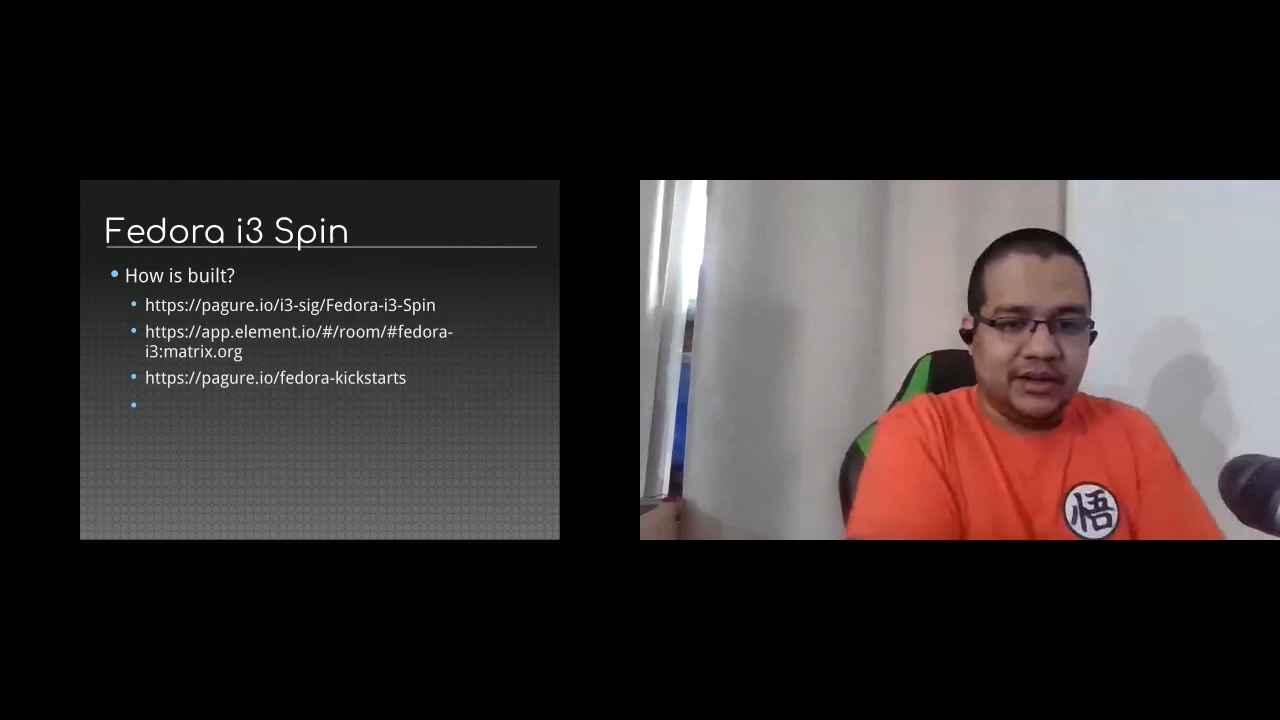 Fedora i3 Spin
How is built?
https://pagure.io/i3-sig/Fedora-i3-Spin
https://app.element.io/#/room/#fedora-
i3:matrix.org
https://pagure.io/fedora-kickstarts
悟